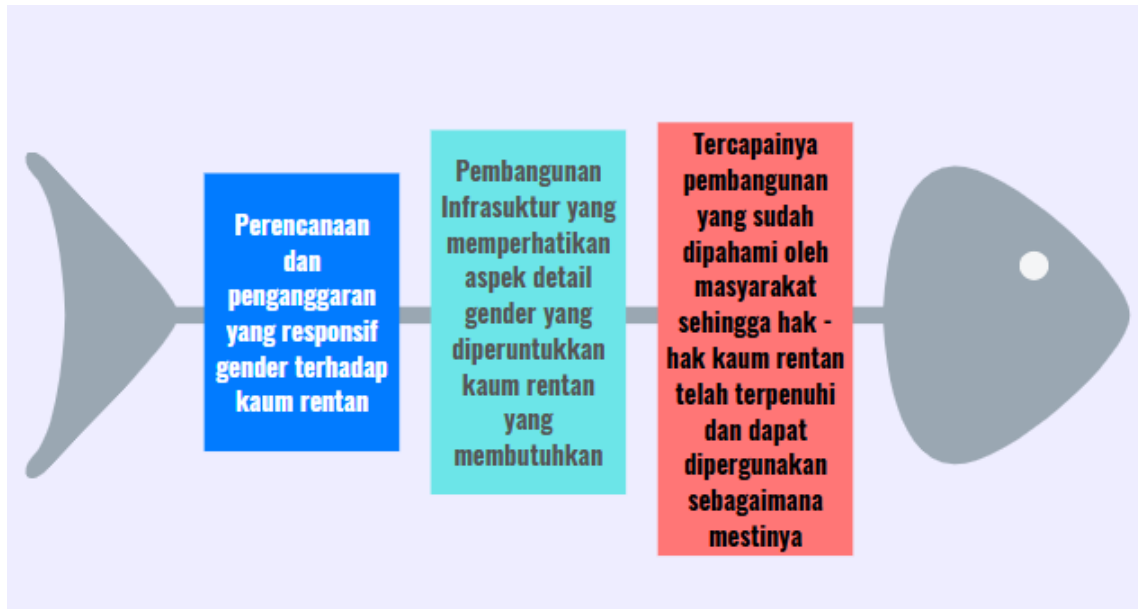 Perencanaan
dan
penganggaran
yang responsif
gender terhadap
kaum rentan
Pembangunan
Infrasuktur yang
memperhatikan
aspek detail
gender yang
diperuntukkan
kaum rentan
yang
membutuhkan
Tercapainya
pembangunan
yang sudah
dipahami oleh
masyarakat
sehingga hak -
hak kaum rentan
telah terpenuhi
dan dapat
dipergunakan
sebagaimana
mestinya